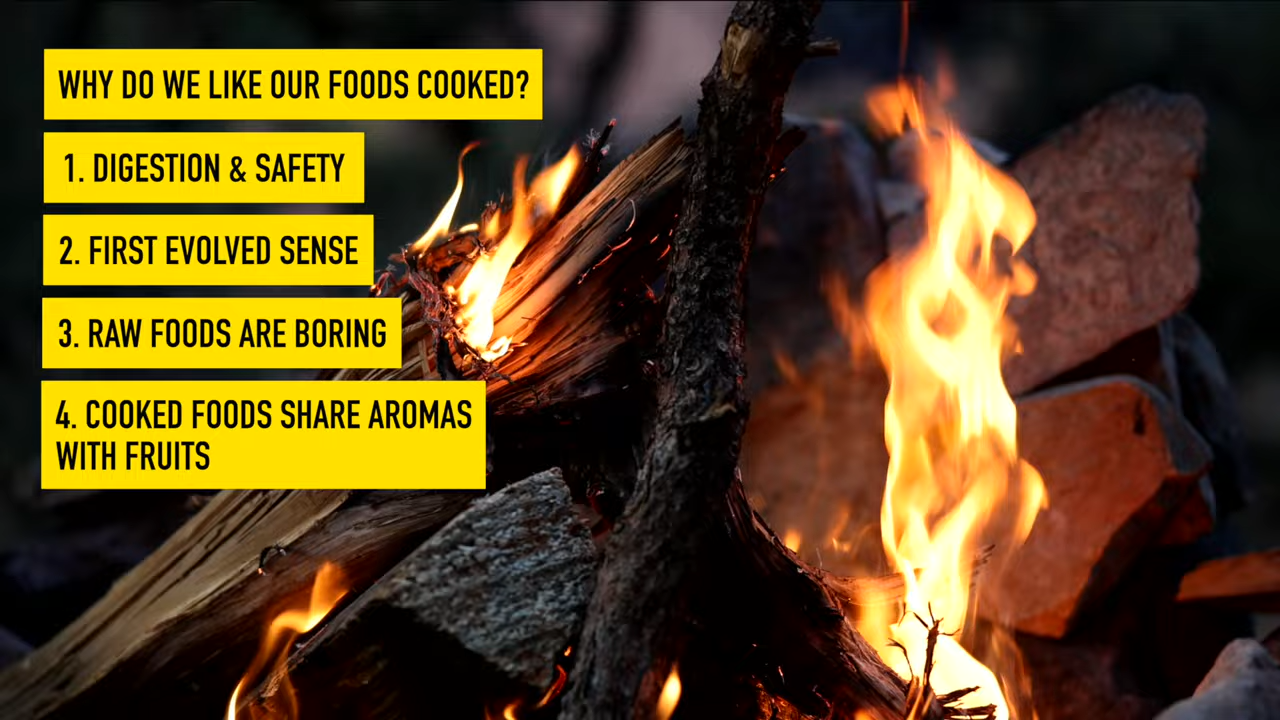 WHY DO WE LIKE OUR FOODS COOKED?
1. DIGESTION & SAFETY
2. FIRST EVOLVED SENSE
3. RAW FOODS ARE BORING
4. COOKED FOODS SHARE AROMAS
WITH FRUITS